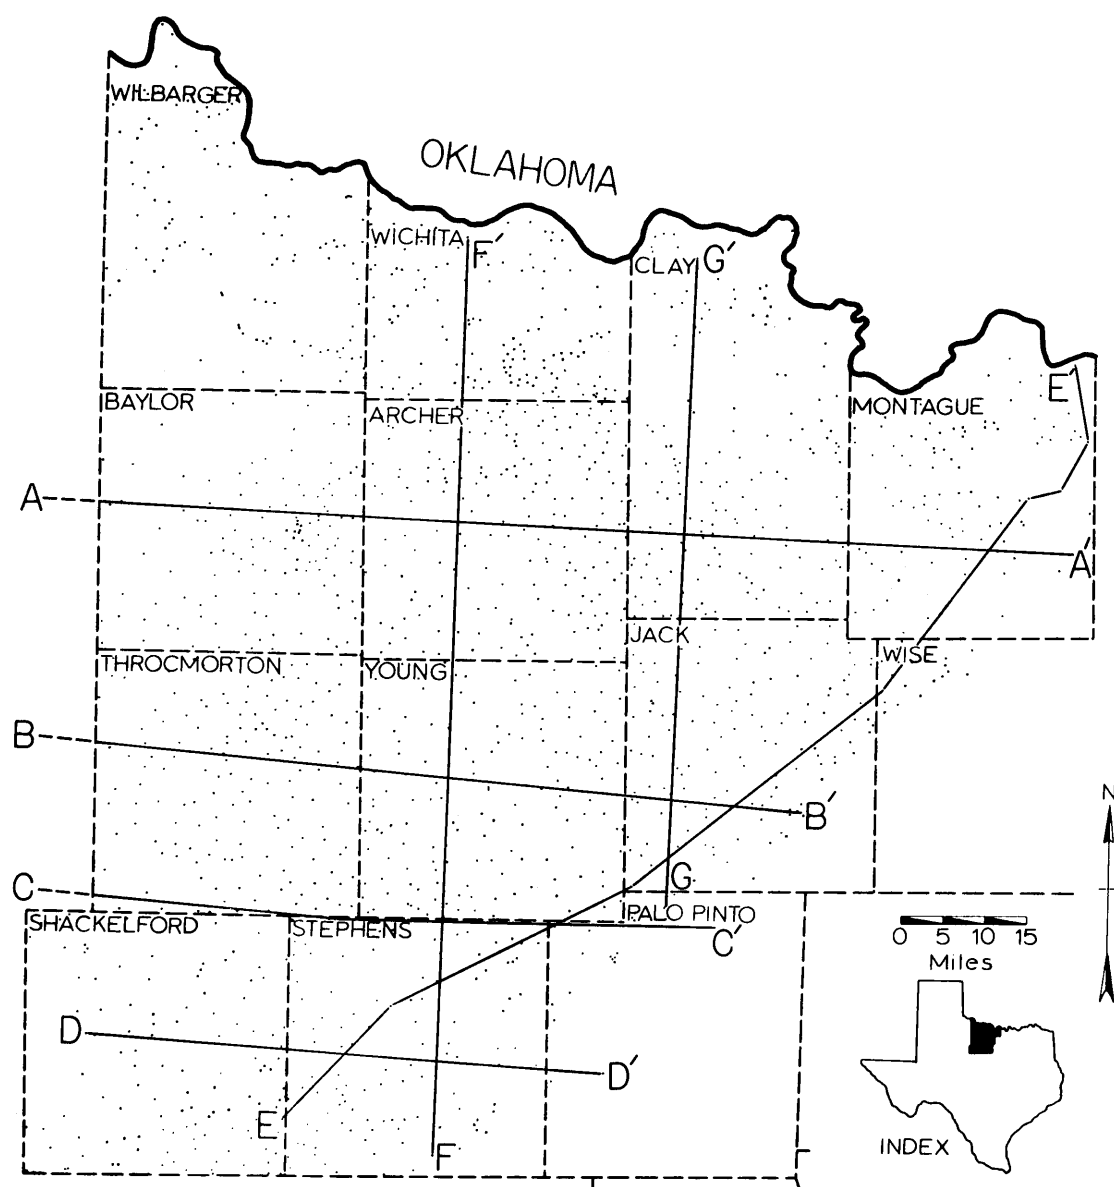 WILBARGER
OKLAHOMA
WICHITA F′
CLAY G′
E′
BAYLOR
ARCHER
MONTAGUE
A
A′
JACK
THROCMORTON
YOUNG
WISE
B
B′
N
C
G
PALO PINTO
SHACKELFORD
STEPHENS
C′
0 5 10 15
Miles
D
D′
E
F
INDEX